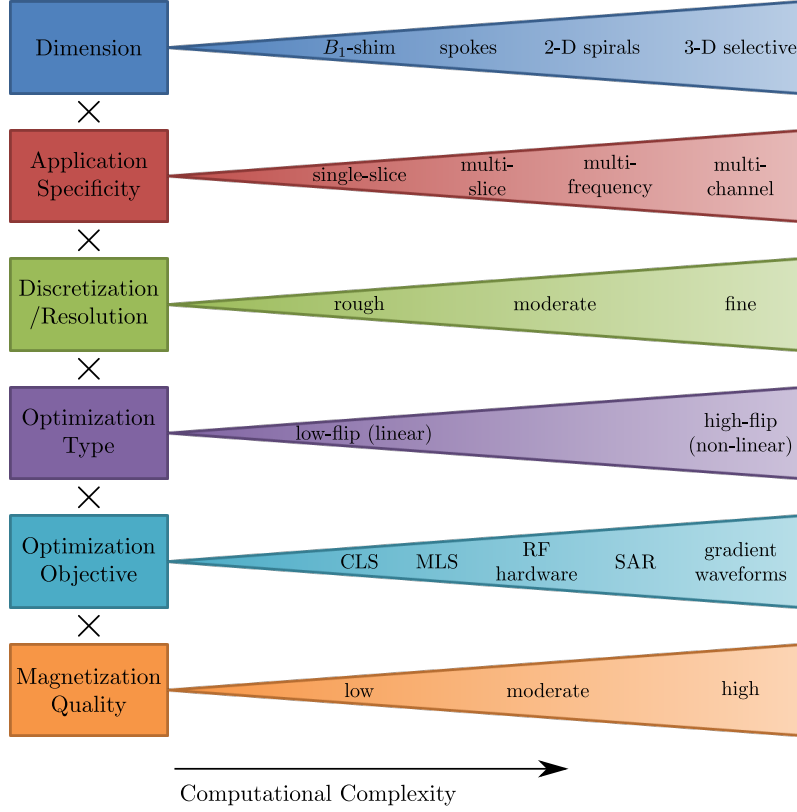 Dimension
B₁-shim spokes 2-D spirals 3-D selective
×
Application
Specificity
single-slice multi-
slice multi-
frequency multi-
channel
×
Discretization
/Resolution
rough moderate fine
×
Optimization
Type
low-flip (linear) high-flip
(non-linear)
×
Optimization
Objective
CLS MLS RF
hardware SAR gradient
waveforms
×
Magnetization
Quality
low moderate high
Computational Complexity